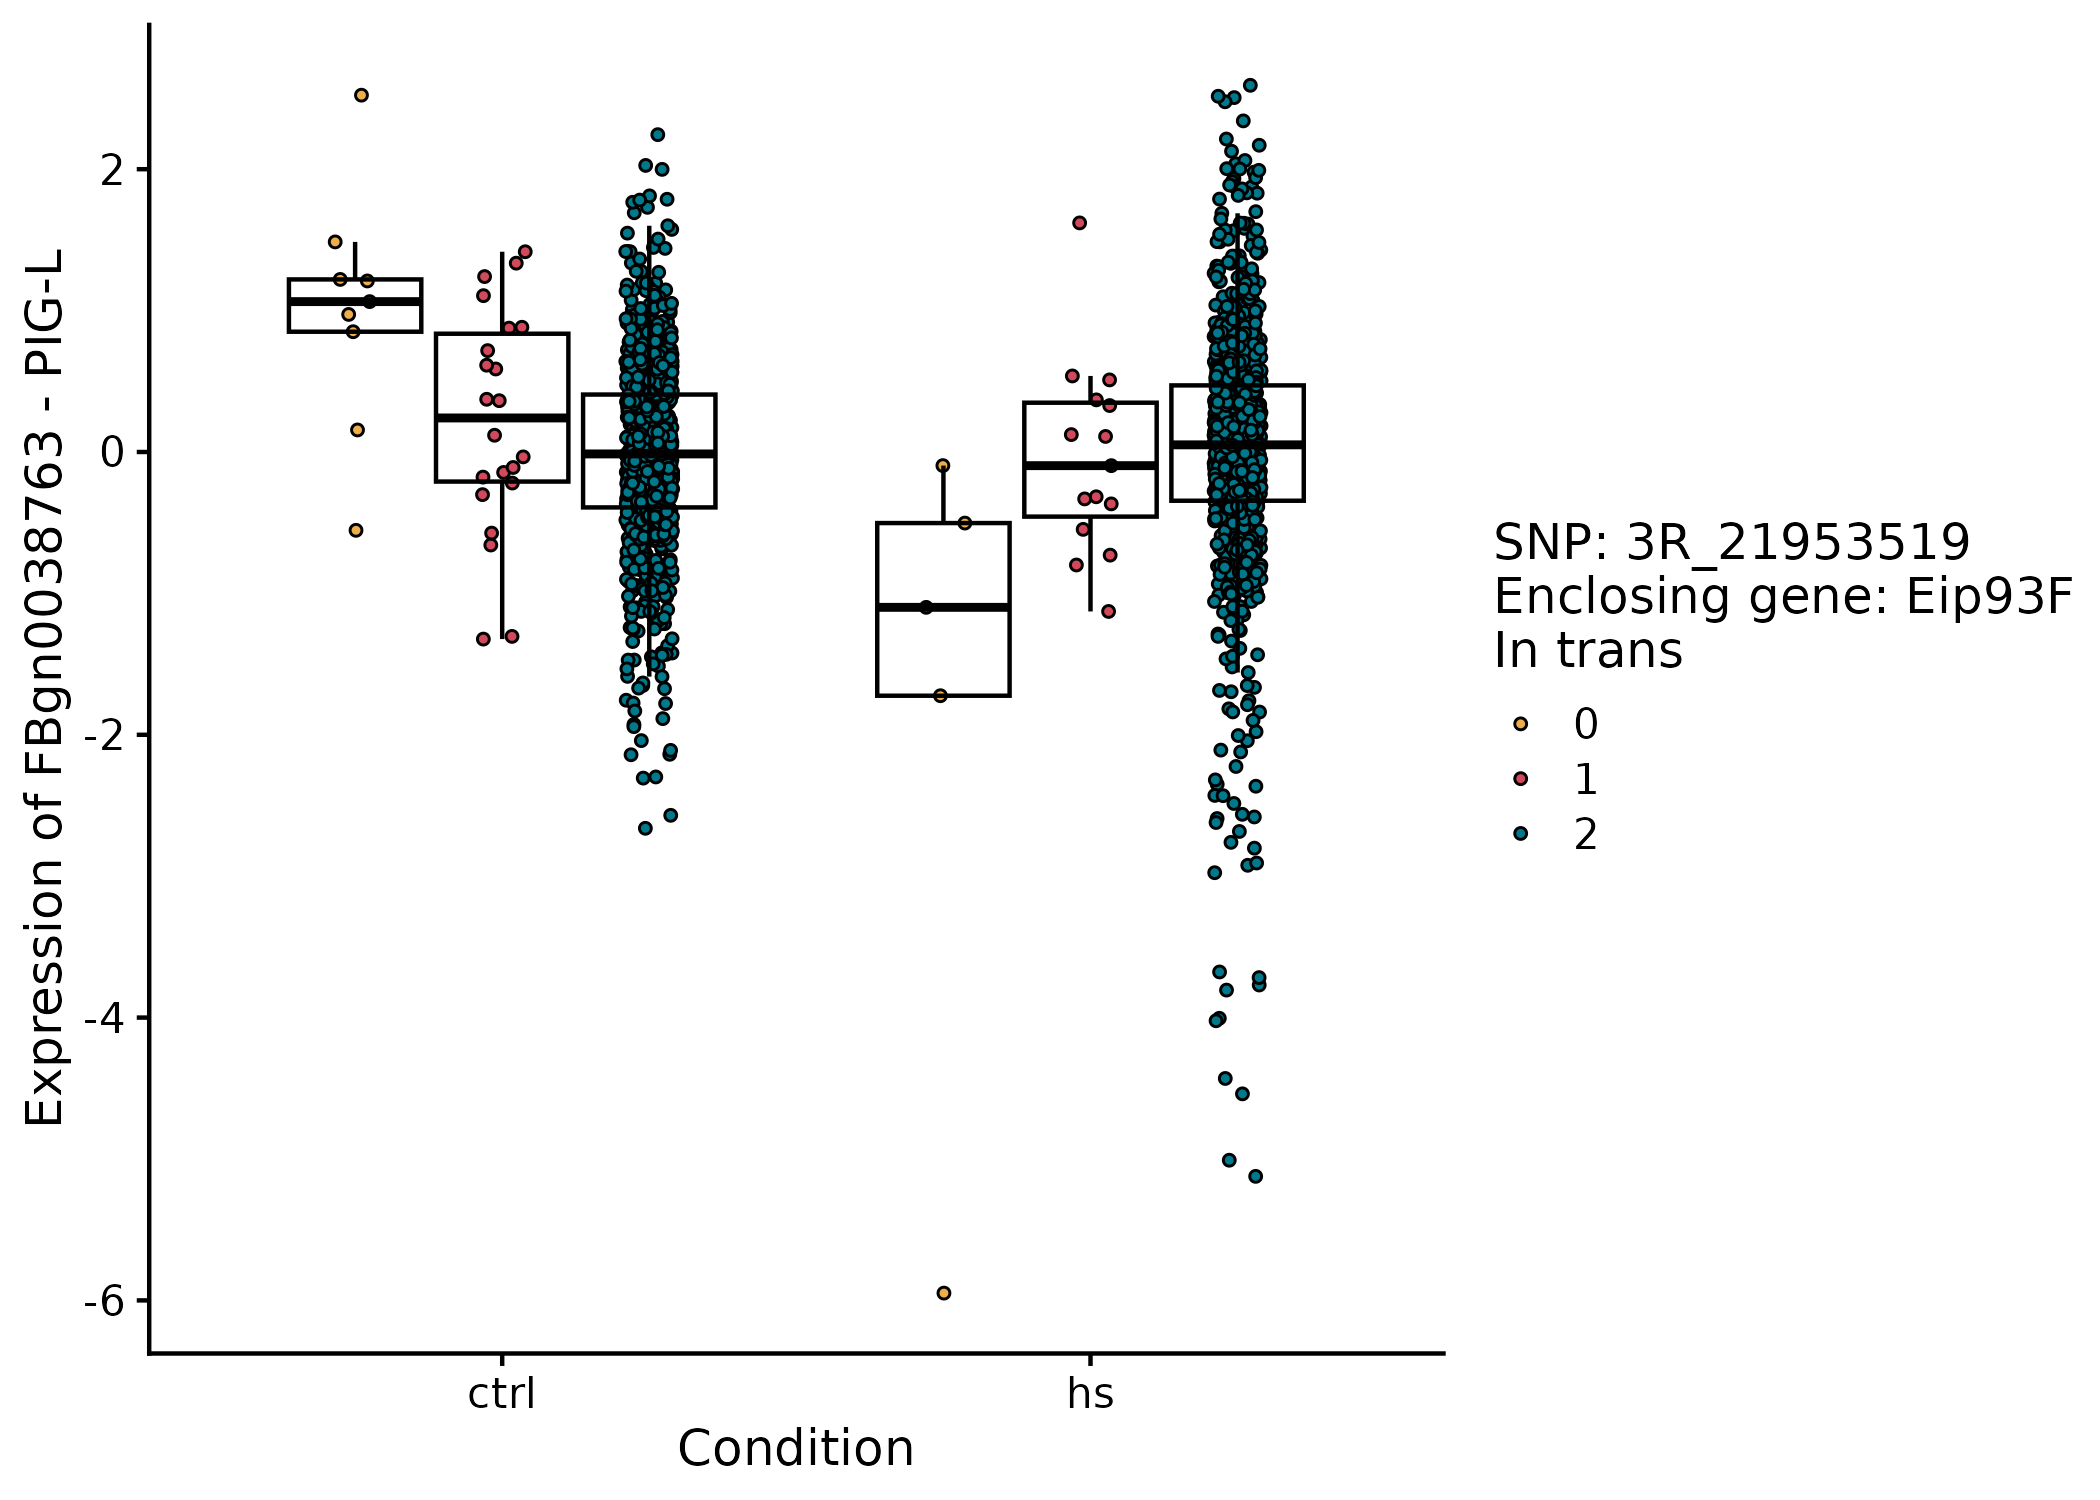 Expression of FBgn0038763 - PIG-L
2
0
-2
-4
-6
ctrl
hs
Condition
SNP: 3R_21953519
Enclosing gene: Eip93F
In trans
0
1
2